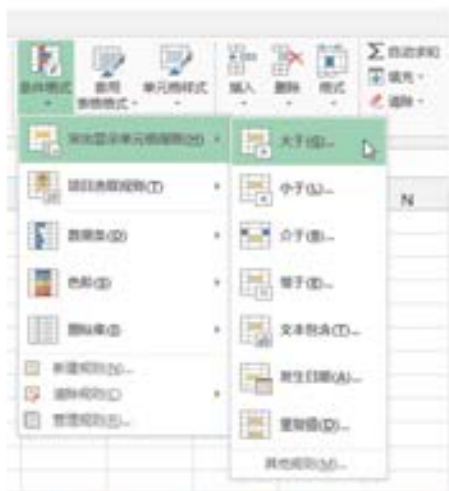 条件格式 套用 单元格样式 插入 删除 格式 自动求和
表格格式 填充
清除
突出显示单元格规则(H)
项目选取规则(T)
数据条(D)
色阶(S)
图标集(I)
新建规则(N)...
清除规则(C)
管理规则(R)...
大于(G)...
小于(L)...
介于(B)...
等于(E)...
文本包含(T)...
发生日期(A)...
重复值(D)...
其他规则(M)...
N